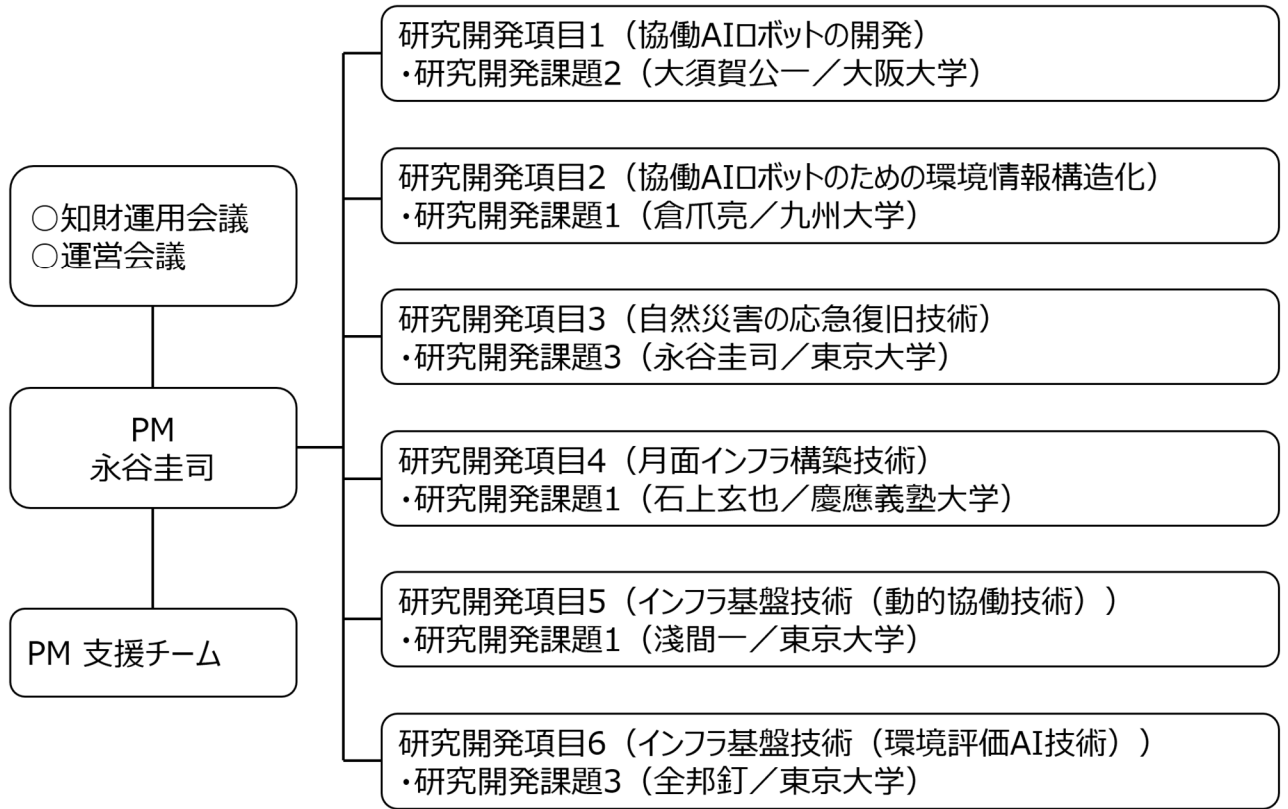 ○知財運用会議
○運営会議
PM
永谷圭司
PM 支援チーム
研究開発項目1（協働AIロボットの開発）
・研究開発課題2（大須賀公一／大阪大学）
研究開発項目2（協働AIロボットのための環境情報構造化）
・研究開発課題1（倉爪亮／九州大学）
研究開発項目3（自然災害の応急復旧技術）
・研究開発課題3（永谷圭司／東京大学）
研究開発項目4（月面インフラ構築技術）
・研究開発課題1（石上玄也／慶應義塾大学）
研究開発項目5（インフラ基盤技術（動的協働技術））
・研究開発課題1（淺間一／東京大学）
研究開発項目6（インフラ基盤技術（環境評価AI技術））
・研究開発課題3（全邦釘／東京大学）